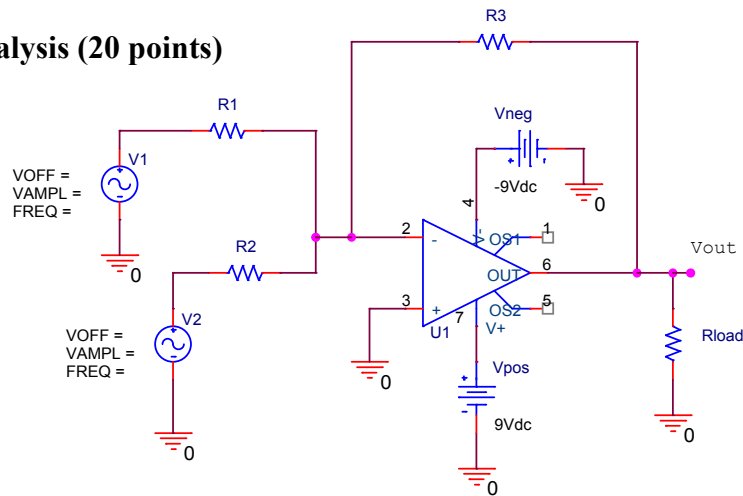 alysis (20 points)
R3
R1
Vneg
V1
VOFF =
VAMPL =
FREQ =
-9Vdc
4
0
0
R2
2
-
V-
OS1
1
Vout
OUT
6
3
+
7
OS2
5
U1
V+
V2
VOFF =
VAMPL =
FREQ =
Rload
0
Vpos
9Vdc
0
0
0